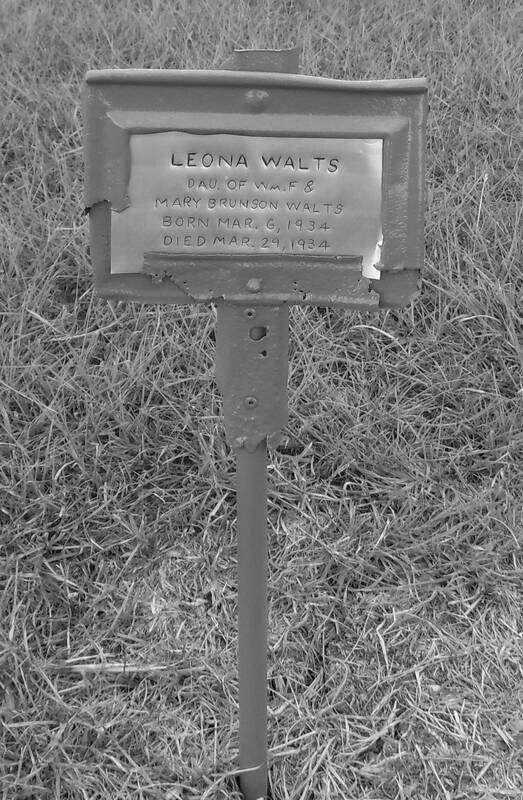 LEONA WALTS
DAU. OF WM. F &
MARY BRUNSON WALTS
BORN MAR. 6, 1934
DIED MAR. 29, 1934